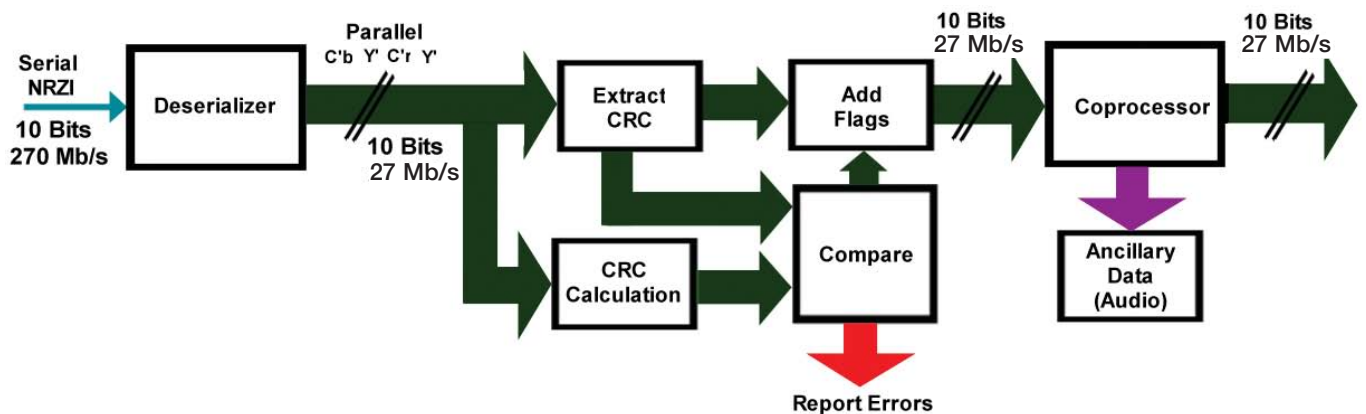 Serial
NRZI
10 Bits
270 Mb/s
Deserializer
Parallel
C'b Y' C'r Y'
10 Bits
27 Mb/s
Extract
CRC
CRC
Calculation
Add
Flags
Compare
Report Errors
10 Bits
27 Mb/s
Coprocessor
Ancillary
Data
(Audio)
10 Bits
27 Mb/s